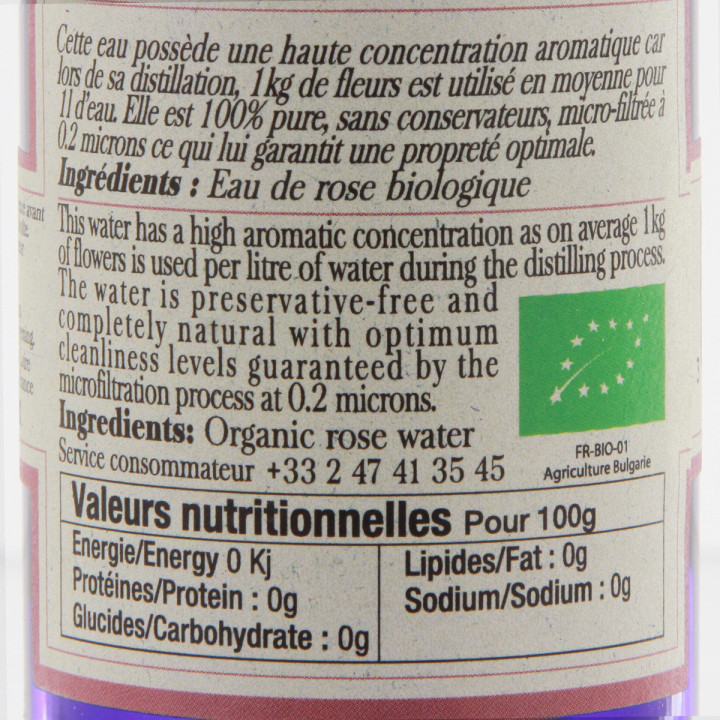 Cette eau possède une haute concentration aromatique car
lors de sa distillation, 1kg de fleurs est utilisé en moyenne pour
1l d'eau. Elle est 100% pure, sans conservateurs, micro-filtrée à
0.2 microns ce qui lui garantit une propreté optimale.
Ingrédients : Eau de rose biologique
This water has a high aromatic concentration as on average 1 kg
of flowers is used per litre of water during the distilling process.
The water is preservative-free and
completely natural with optimum
cleanliness levels guaranteed by the
microfiltration process at 0.2 microns.
Ingredients: Organic rose water
Service consommateur +33 2 47 41 35 45
FR-BIO-01
Agriculture Bulgarie
Valeurs nutritionnelles Pour 100g
Energie/Energy 0 Kj
Protéines/Protein : 0g
Glucides/Carbohydrate : 0g
Lipides/Fat : 0g
Sodium/Sodium : 0g
avant